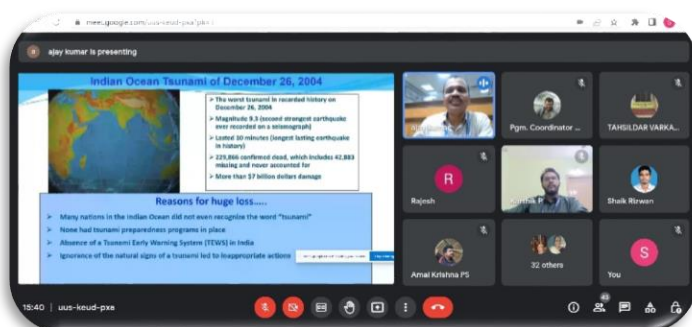 meet.google.com/uus-keud-pxa?pli=1
ajay kumar is presenting
Indian Ocean Tsunami of December 26, 2004
➤ The worst tsunami in recorded history on
December 26, 2004
➤ Magnitude 9.3 (second strongest earthquake
ever recorded on a seismograph)
➤ Lasted 10 minutes (longest lasting earthquake
in history)
➤ 229,866 confirmed dead, which includes 42,883
missing and never accounted for
➤ More than $7 billion dollars damage
Reasons for huge loss.....
➤ Many nations in the Indian Ocean did not even recognise the word "tsunami"
➤ None had tsunami preparedness programs in place
➤ Absence of a Tsunami Early Warning System (TEWS) in India
➤ Ignorance of the natural signs of a tsunami led to inappropriate actions
Pgm. Coordinator ...
TAHSILDAR VARKA...
R
Rajesh
Shaik Rizwan
Amal Krishna PS
32 others
S
You
15:40 | uus-keud-pxa
43